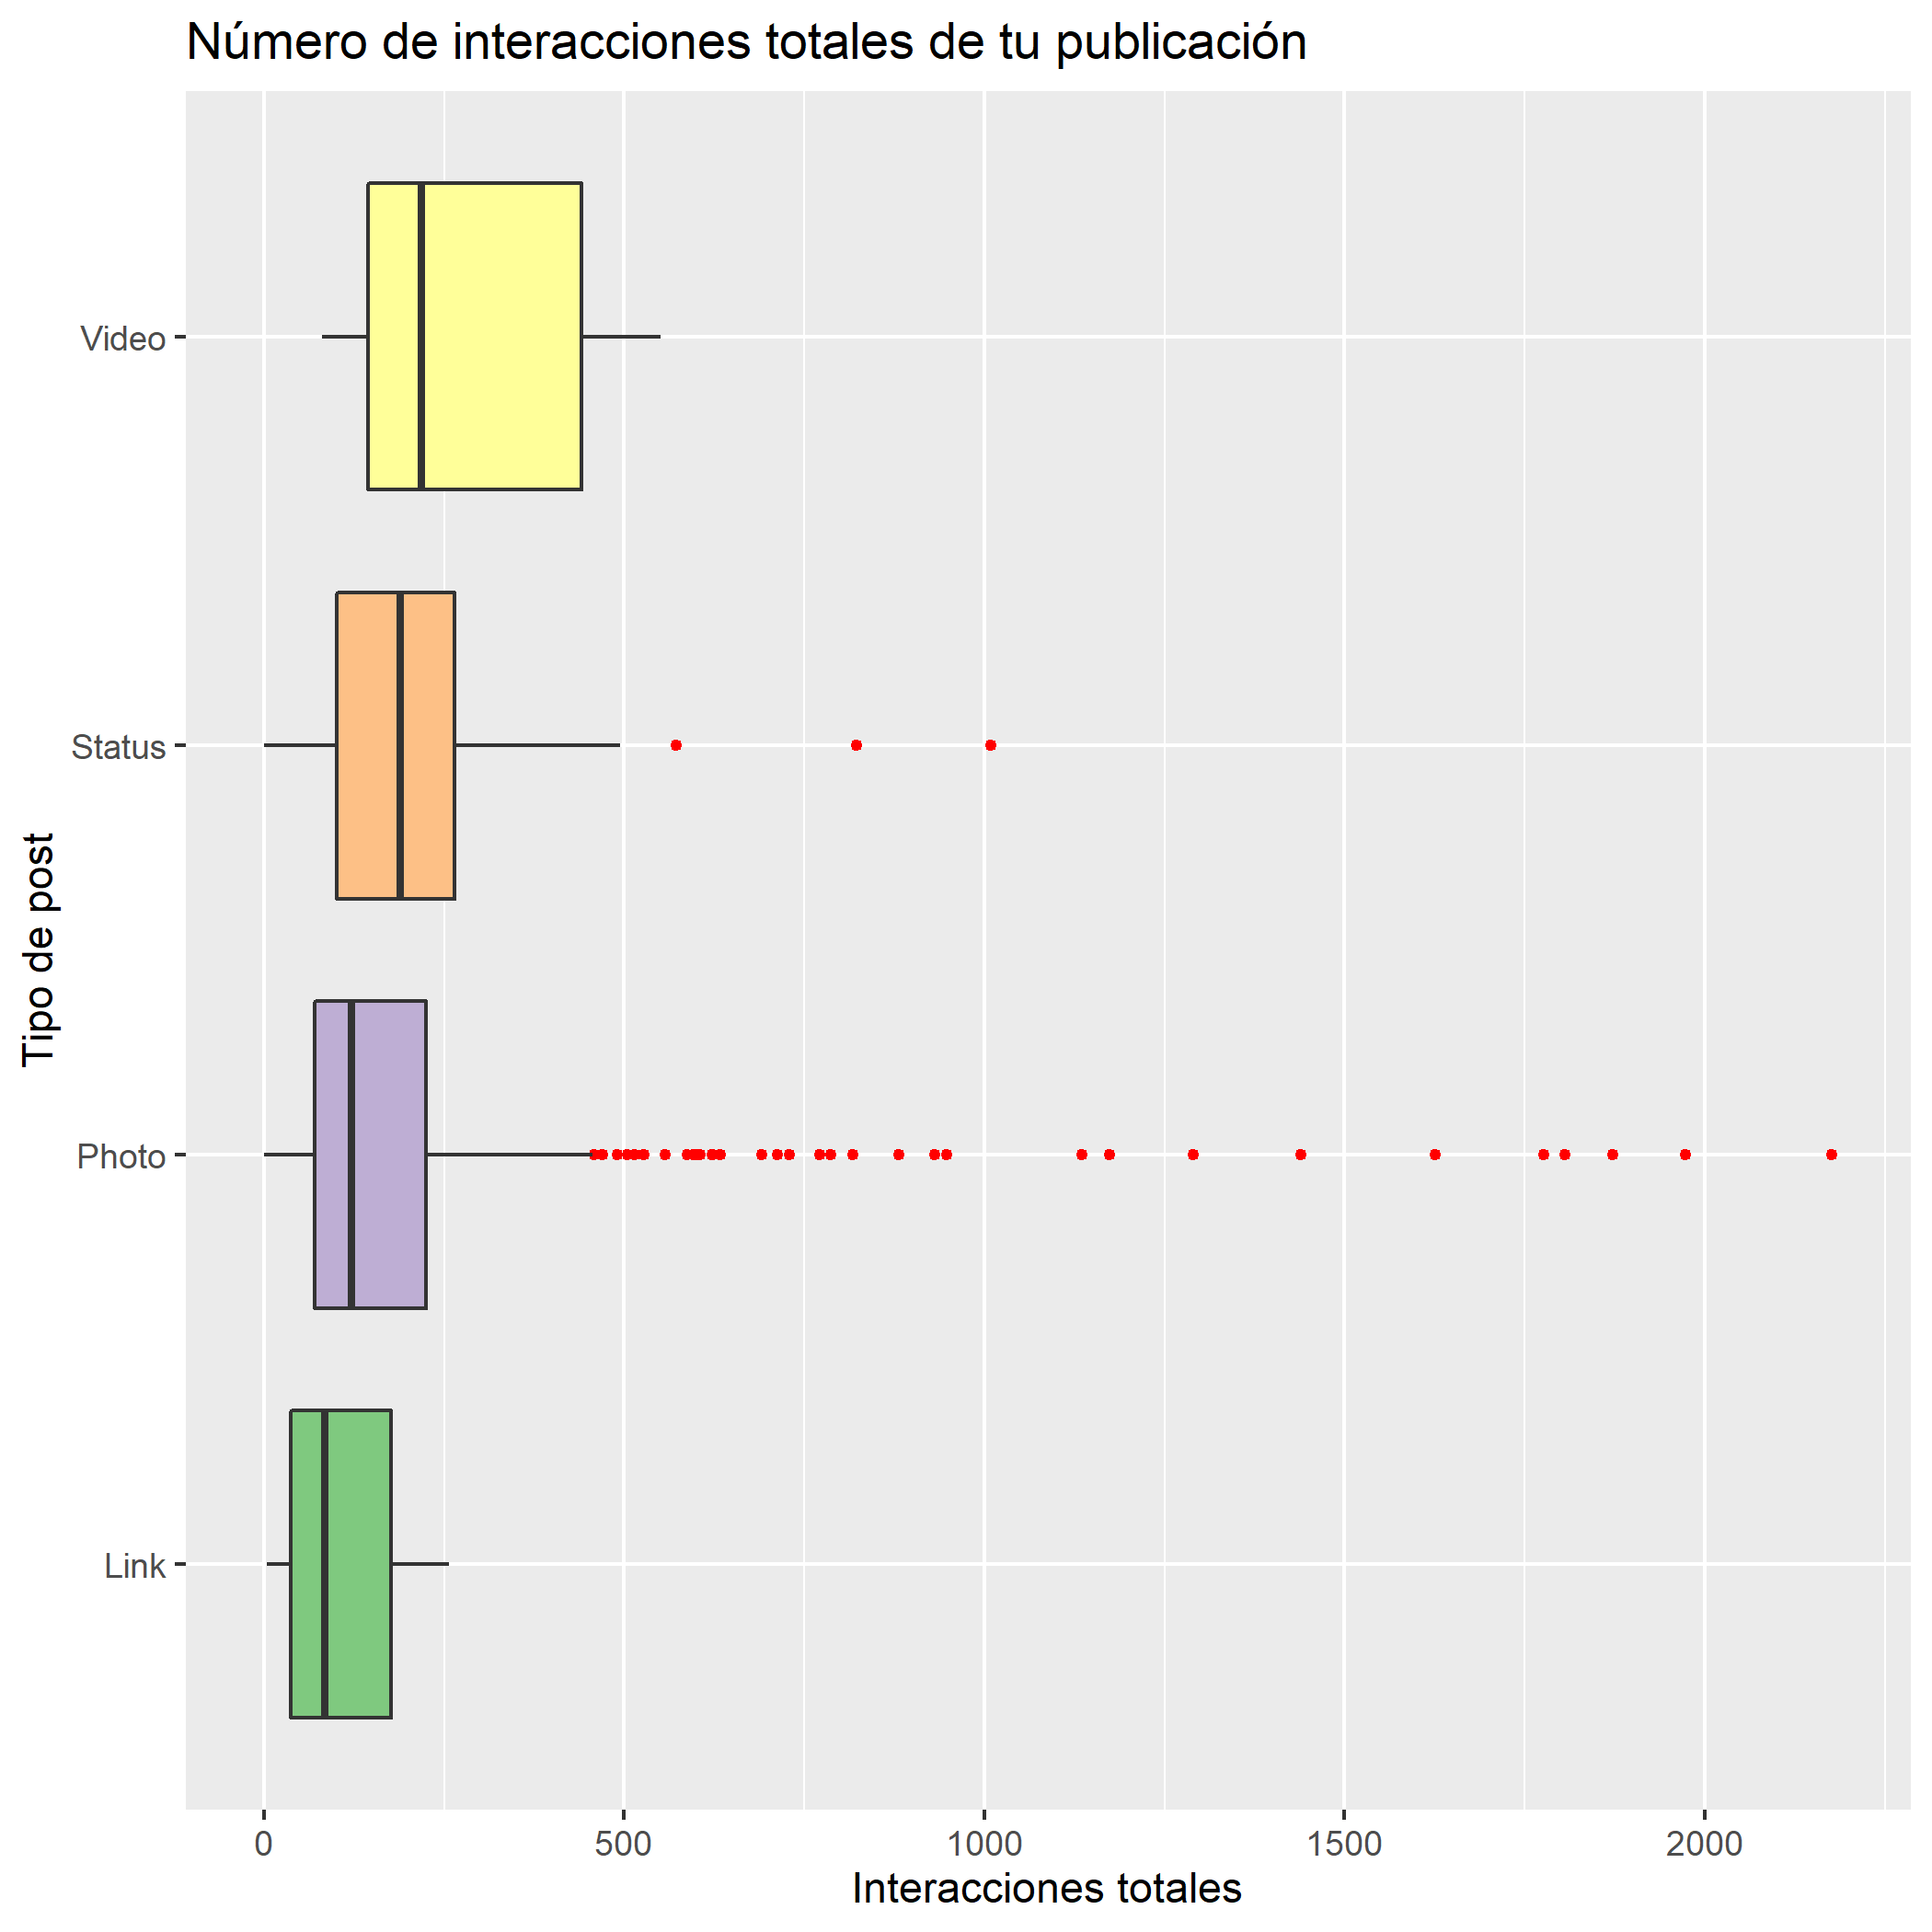 Número de interacciones totales de tu publicación
Tipo de post
Video
Status
Photo
Link
0 500 1000 1500 2000
Interacciones totales